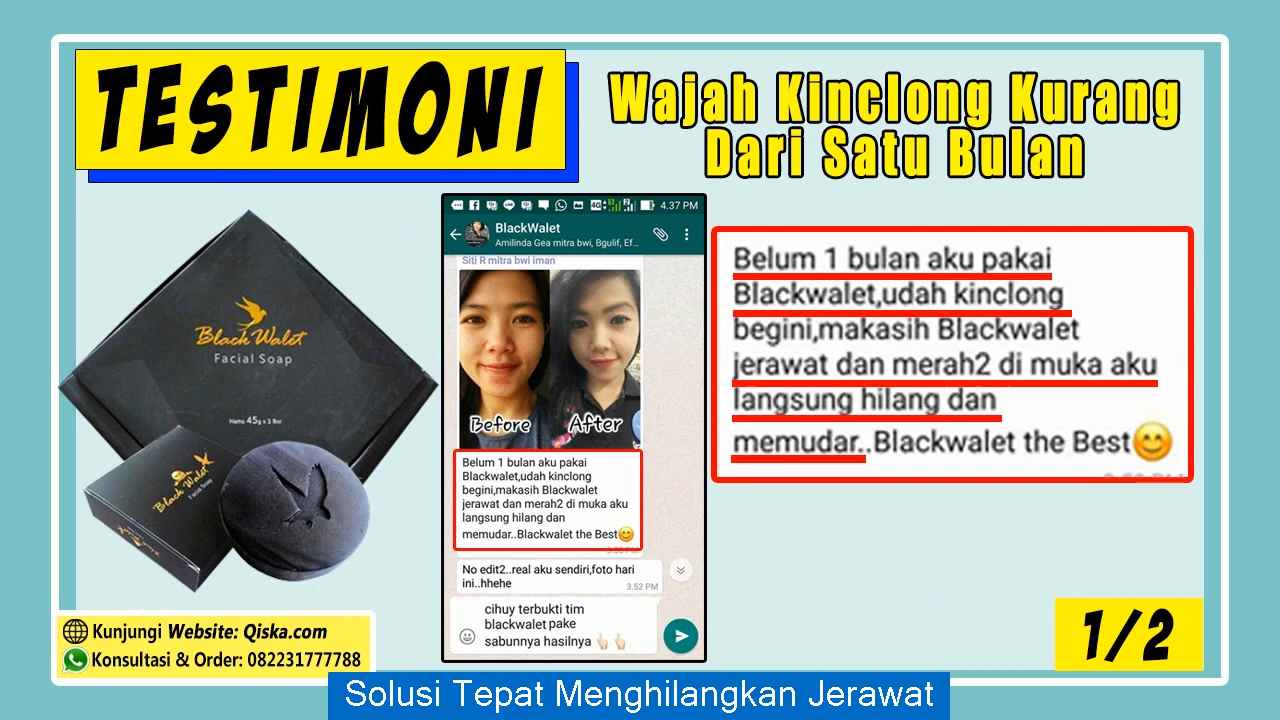 TESTIMONI
Wajah Kinclong Kurang
Dari Satu Bulan
Black Walet
Facial Soap
Netto 45g x 3 Bar
Black Walet
Facial Soap
4G
4.37 PM
BlackWalet
Amilinda Gea mitra bwi, Bgulif, Ef...
Siti R mitra bwi iman
Before
After
Belum 1 bulan aku pakai
Blackwalet,udah kinclong
begini,makasih Blackwalet
jerawat dan merah2 di muka aku
langsung hilang dan
memudar..Blackwalet the Best😊
No edit2..real aku sendiri,foto hari
ini..hhehe
3.52 PM
cihuy terbukti tim
blackwalet pake
sabunnya hasilnya 👆🏻👆🏻
Belum 1 bulan aku pakai
Blackwalet,udah kinclong
begini,makasih Blackwalet
jerawat dan merah2 di muka aku
langsung hilang dan
memudar..Blackwalet the Best😊
Kunjungi Website: Qiska.com
Konsultasi & Order: 082231777788
1/2
Solusi Tepat Menghilangkan Jerawat